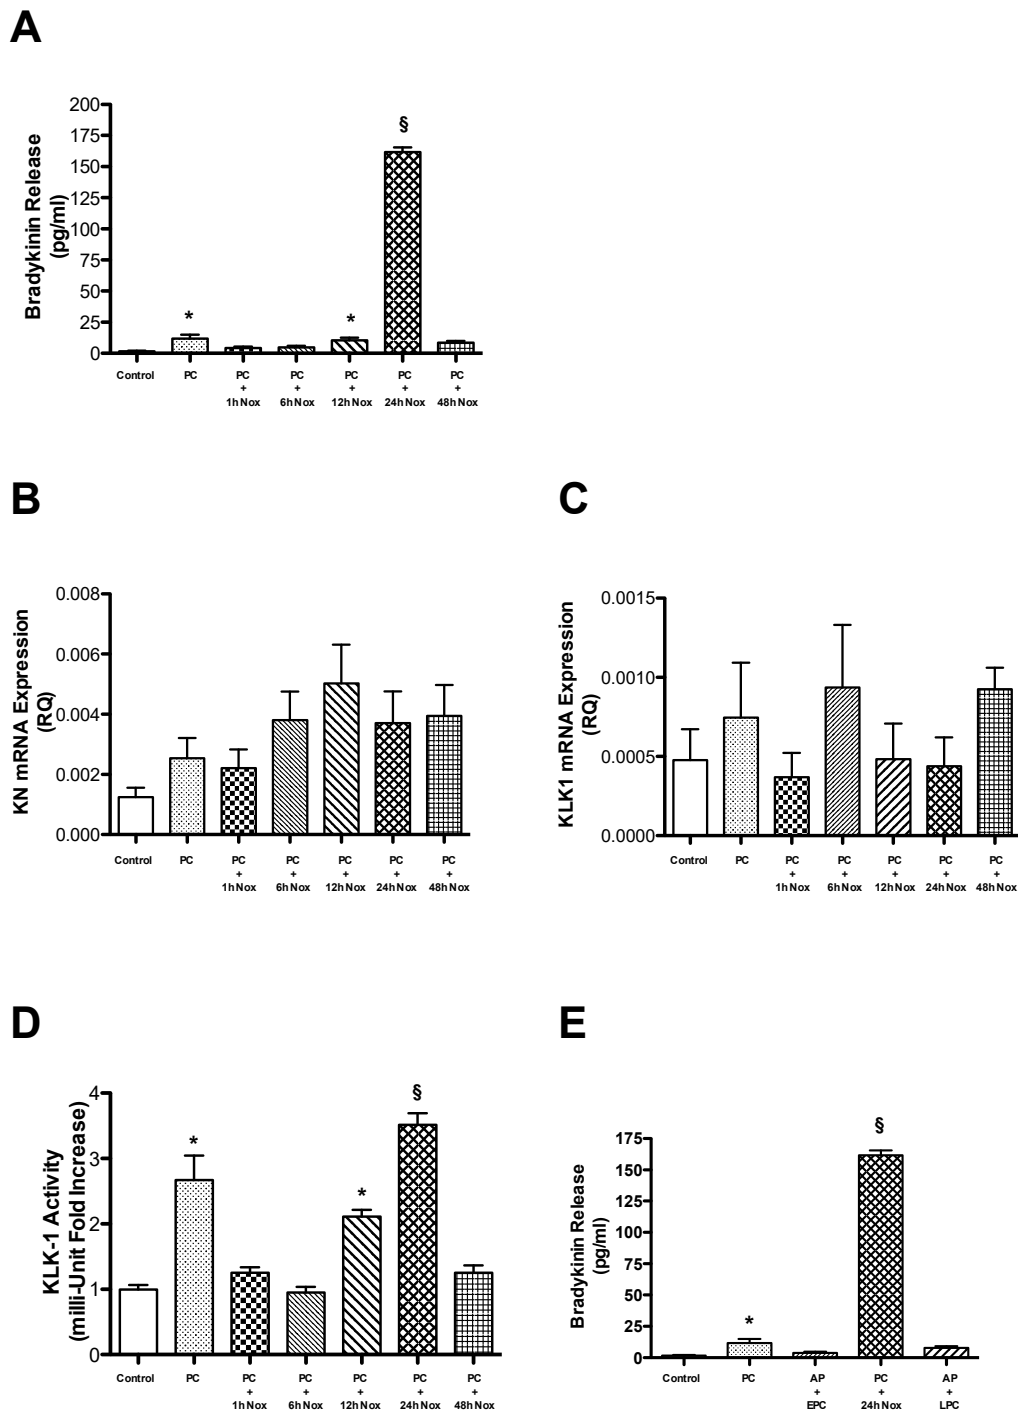 A
Bradykinin Release
(pg/ml)
200
175
150
125
100
75
50
25
0
*
*
§
Control
PC
PC
+
1h Nox
PC
+
6h Nox
PC
+
12h Nox
PC
+
24h Nox
PC
+
48h Nox
B
KN mRNA Expression
(RQ)
0.008
0.006
0.004
0.002
0.000
Control
PC
PC
+
1h Nox
PC
+
6h Nox
PC
+
12h Nox
PC
+
24h Nox
PC
+
48h Nox
C
KLK1 mRNA Expression
(RQ)
0.0015
0.0010
0.0005
0.0000
Control
PC
PC
+
1h Nox
PC
+
6h Nox
PC
+
12h Nox
PC
+
24h Nox
PC
+
48h Nox
D
KLK-1 Activity
(milli-Unit Fold Increase)
4
3
2
1
0
*
*
§
Control
PC
PC
+
1h Nox
PC
+
6h Nox
PC
+
12h Nox
PC
+
24h Nox
PC
+
48h Nox
E
Bradykinin Release
(pg/ml)
175
150
125
100
75
50
25
0
*
§
Control
PC
AP
+
EPC
PC
+
24h Nox
AP
+
LPC